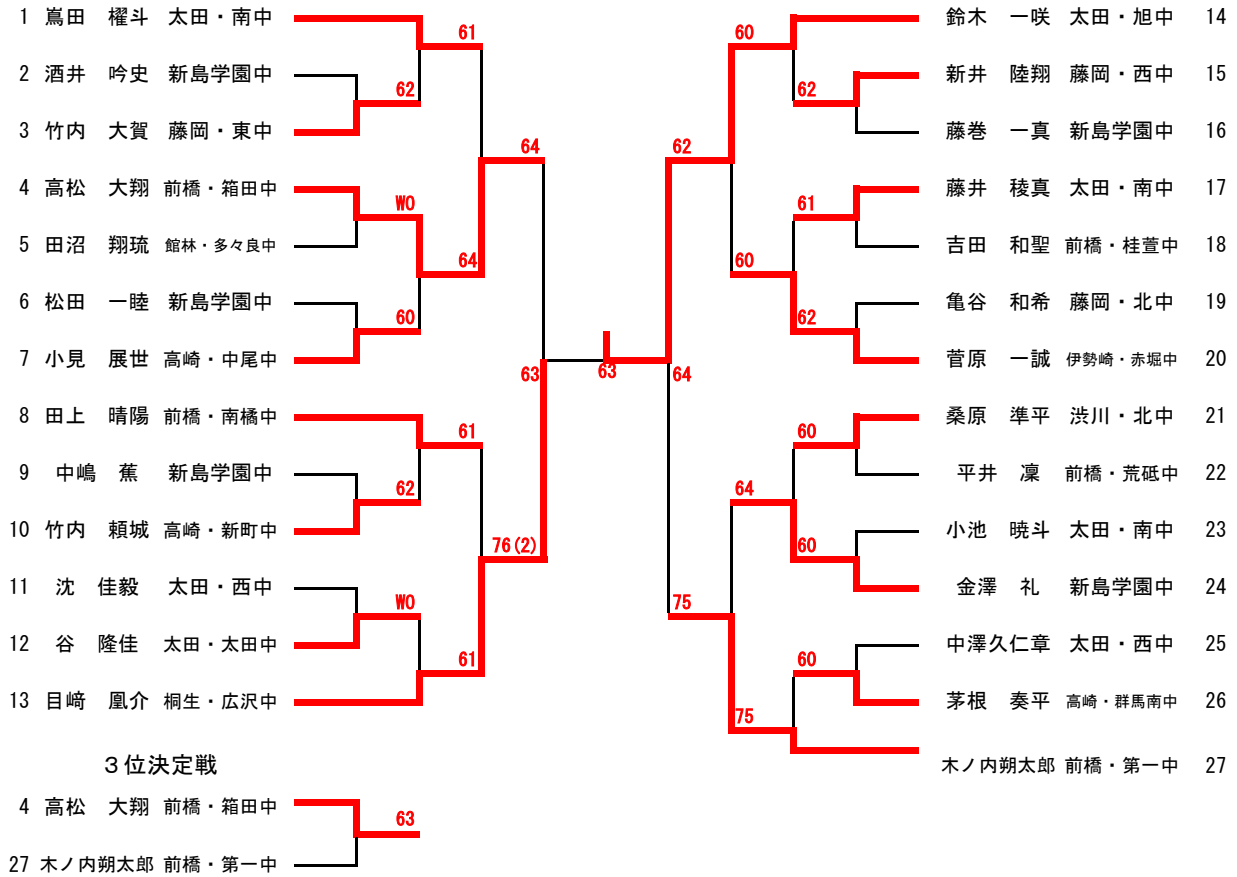 1 嶌田 櫂斗 太田・南中
2 酒井 吟史 新島学園中
3 竹内 大賀 藤岡・東中
4 高松 大翔 前橋・箱田中
5 田沼 翔琉 館林・多々良中
6 松田 一睦 新島学園中
7 小見 展世 高崎・中尾中
8 田上 晴陽 前橋・南橘中
9 中嶋 蕉 新島学園中
10 竹内 頼城 高崎・新町中
11 沈 佳毅 太田・西中
12 谷 隆佳 太田・太田中
13 目﨑 凰介 桐生・広沢中
61
62
WO
64
60
61
62
WO
61
64
76(2)
63
63
62
64
60
60
64
75
75
62
61
62
60
60
60
鈴木 一咲 太田・旭中 14
新井 陸翔 藤岡・西中 15
藤巻 一真 新島学園中 16
藤井 稜真 太田・南中 17
吉田 和聖 前橋・桂萱中 18
亀谷 和希 藤岡・北中 19
菅原 一誠 伊勢崎・赤堀中 20
桑原 準平 渋川・北中 21
平井 凜 前橋・荒砥中 22
小池 暁斗 太田・南中 23
金澤 礼 新島学園中 24
中澤久仁章 太田・西中 25
茅根 奏平 高崎・群馬南中 26
木ノ内朔太郎 前橋・第一中 27
３位決定戦
4 高松 大翔 前橋・箱田中
63
27 木ノ内朔太郎 前橋・第一中